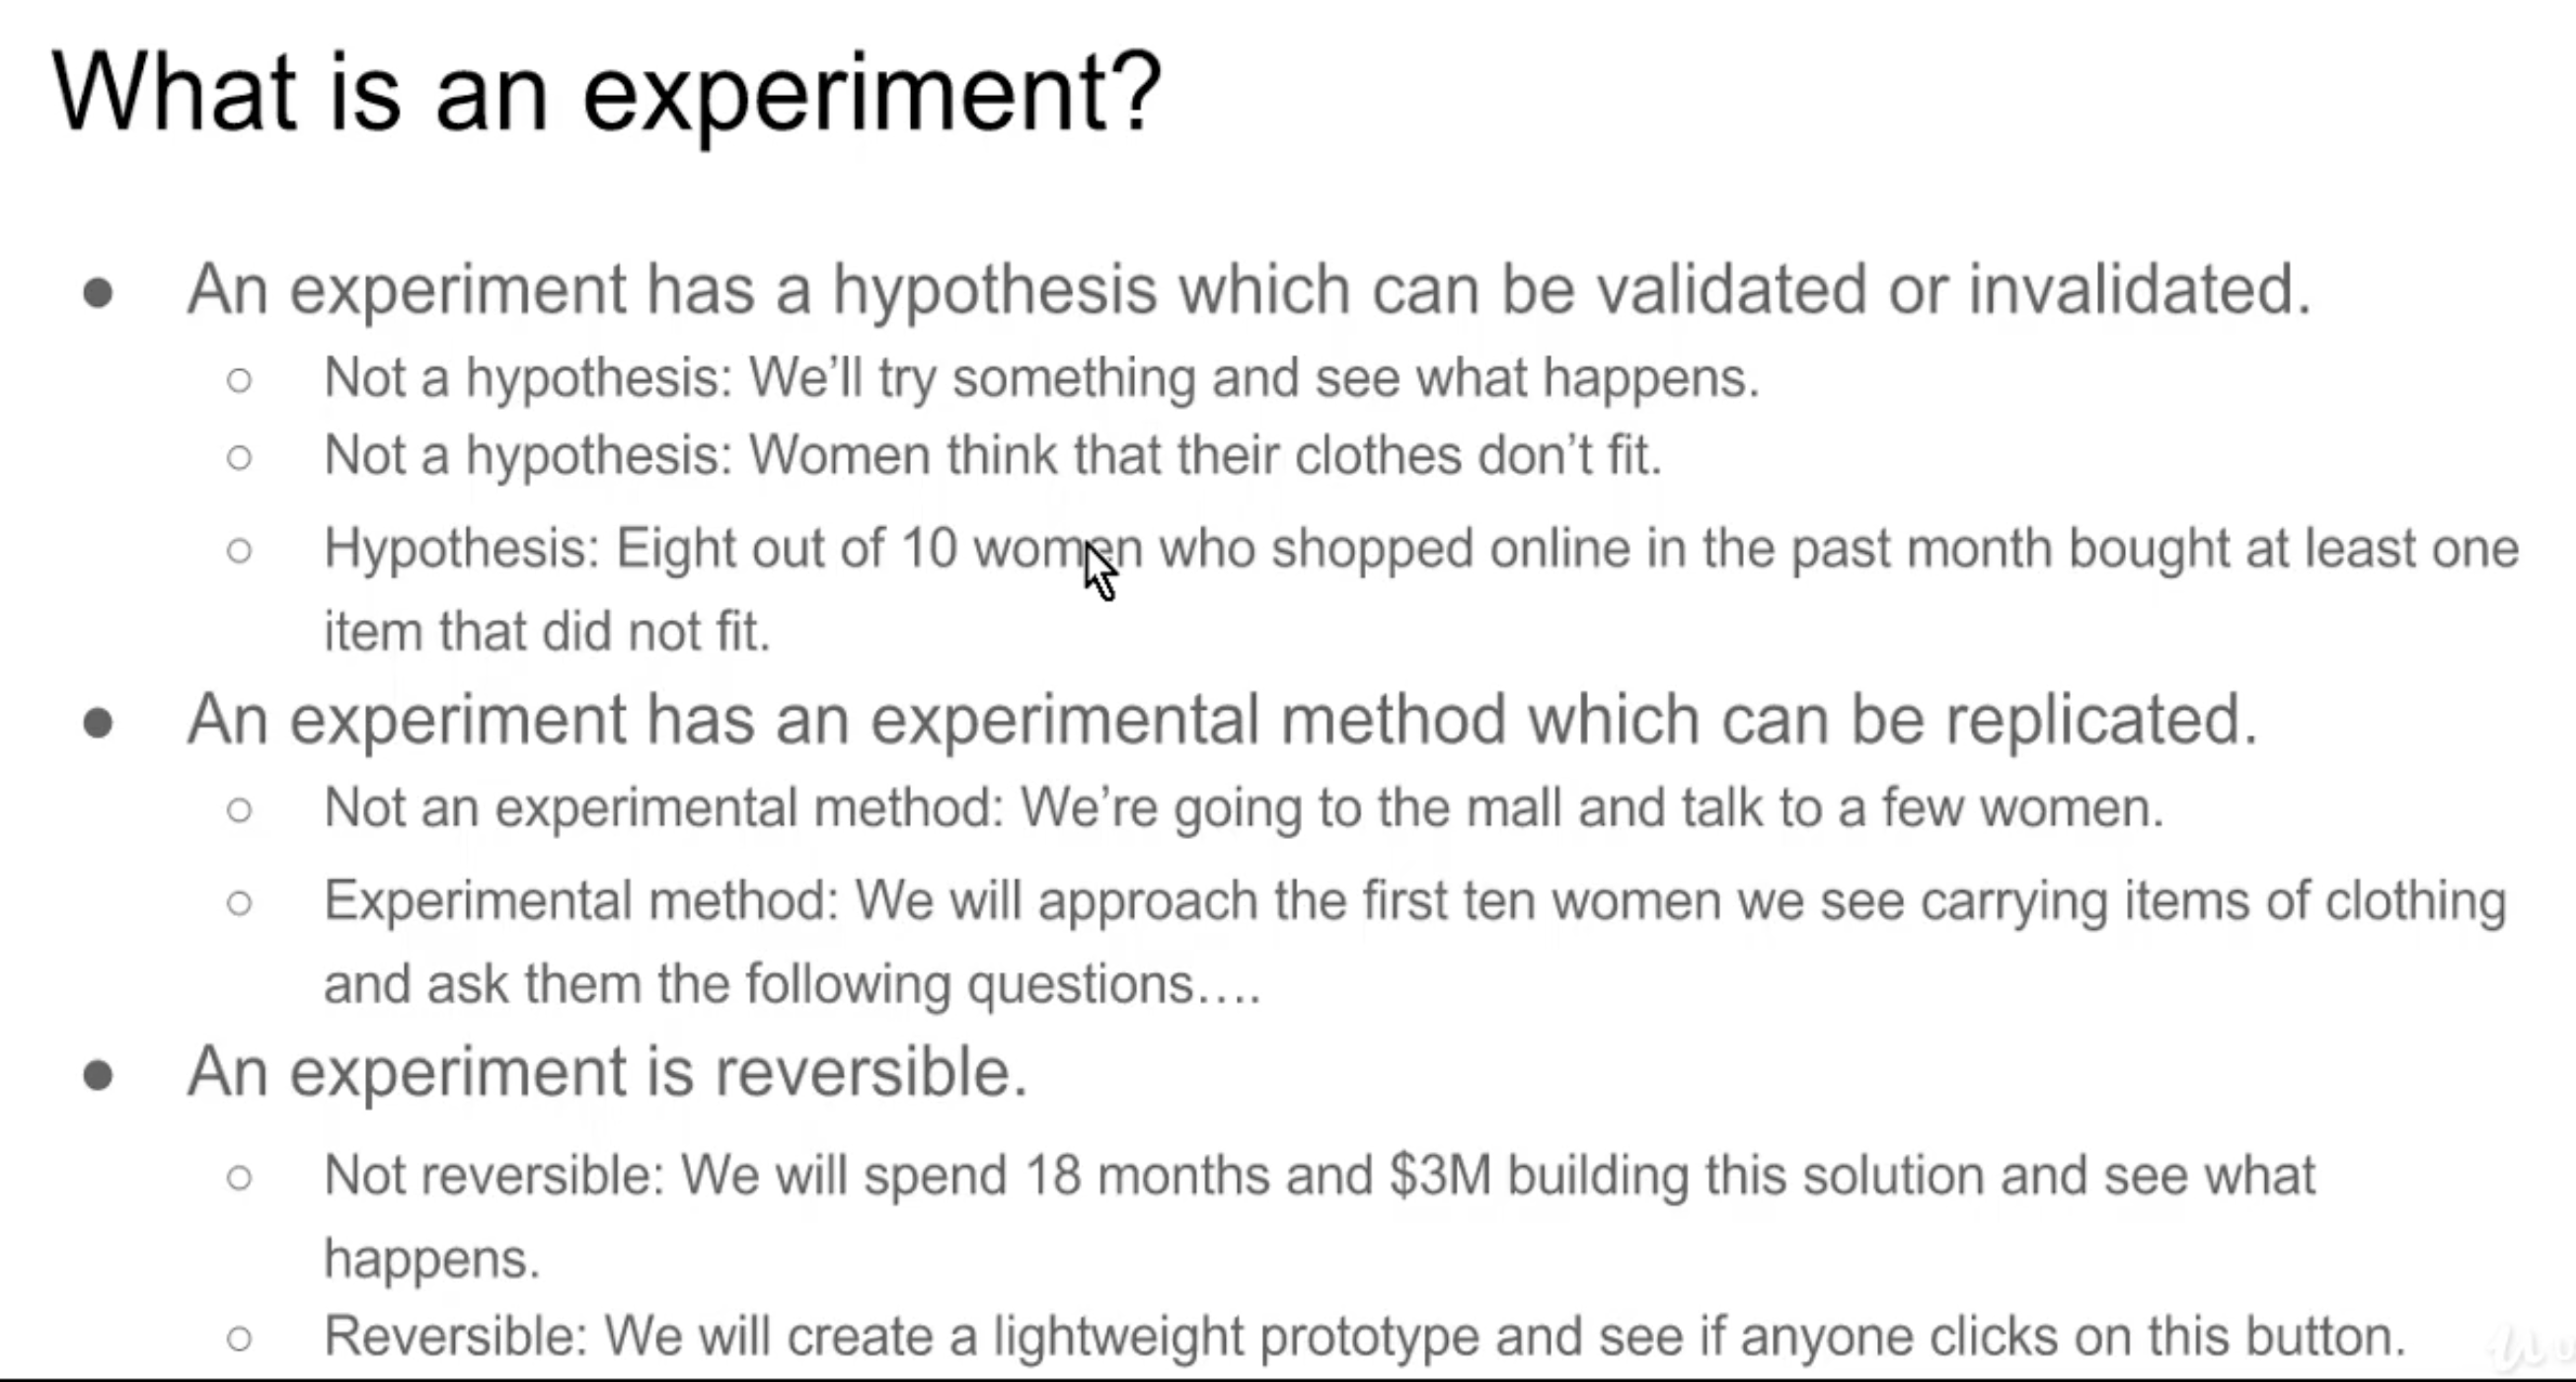 What is an experiment?
● An experiment has a hypothesis which can be validated or invalidated.
○ Not a hypothesis: We’ll try something and see what happens.
○ Not a hypothesis: Women think that their clothes don’t fit.
○ Hypothesis: Eight out of 10 women who shopped online in the past month bought at least one
item that did not fit.
● An experiment has an experimental method which can be replicated.
○ Not an experimental method: We’re going to the mall and talk to a few women.
○ Experimental method: We will approach the first ten women we see carrying items of clothing
and ask them the following questions….
● An experiment is reversible.
○ Not reversible: We will spend 18 months and $3M building this solution and see what
happens.
○ Reversible: We will create a lightweight prototype and see if anyone clicks on this button.